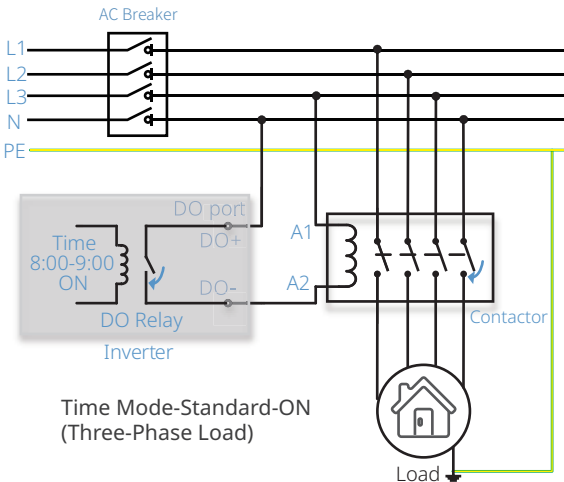 AC Breaker
L1
L2
L3
N
PE
DO port
DO+
Time
8:00-9:00
ON
DO-
DO Relay
Inverter
A1
A2
Contactor
Time Mode-Standard-ON
(Three-Phase Load)
Load